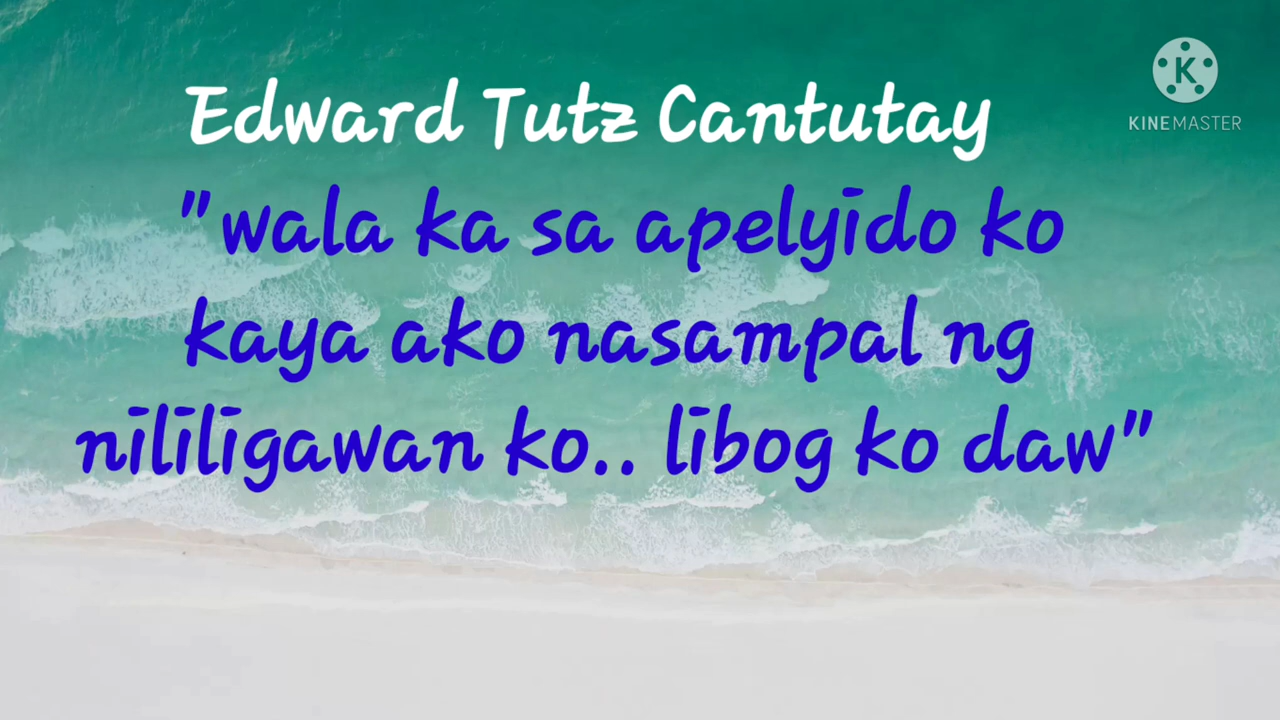 Edward Tutz Cantutay
KINEMASTER
"wala ka sa apelyido ko
kaya ako nasampal ng
nililigawan ko.. libog ko daw"